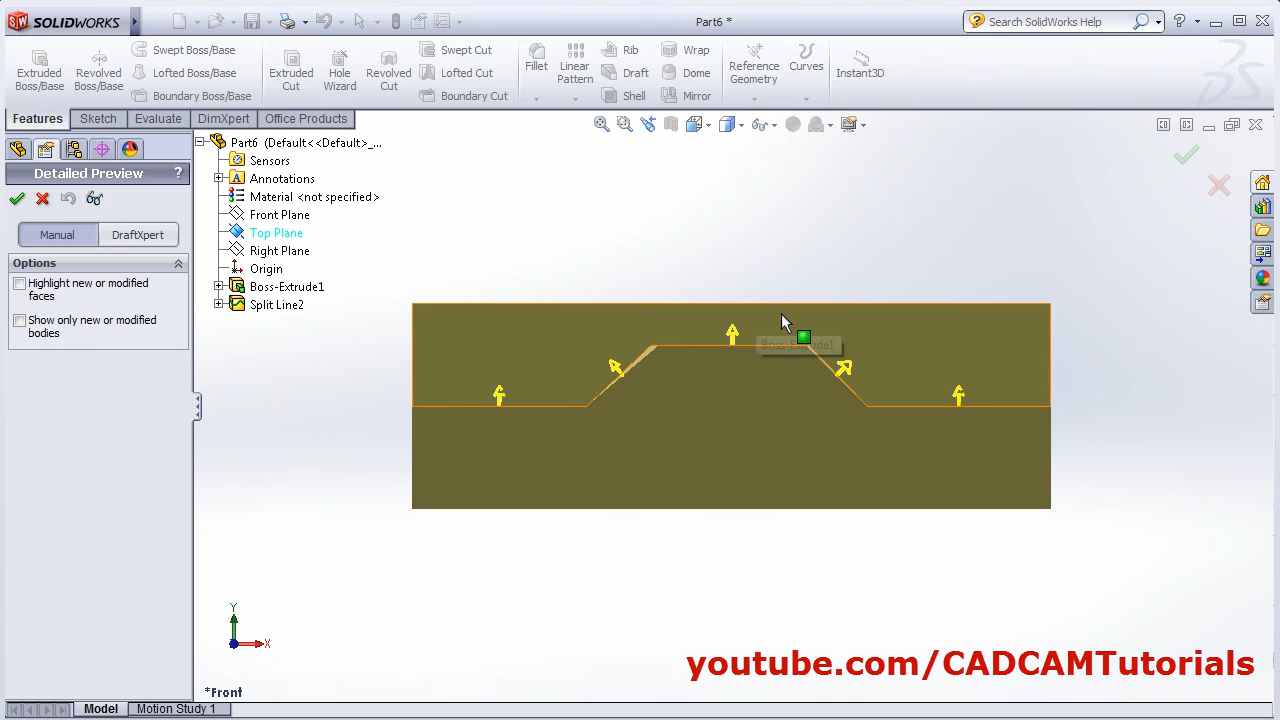 SOLIDWORKS
Part6 *
Search SolidWorks Help
Extruded Boss/Base
Revolved Boss/Base
Swept Boss/Base
Lofted Boss/Base
Boundary Boss/Base
Extruded Cut
Hole Wizard
Revolved Cut
Swept Cut
Lofted Cut
Boundary Cut
Fillet
Linear Pattern
Rib
Draft
Shell
Wrap
Dome
Mirror
Reference Geometry
Curves
Instant3D
Features
Sketch
Evaluate
DimXpert
Office Products
Detailed Preview
?
Manual
DraftXpert
Options
Highlight new or modified faces
Show only new or modified bodies
Part6 (Default<<Default>_...
Sensors
Annotations
Material <not specified>
Front Plane
Top Plane
Right Plane
Origin
Boss-Extrude1
Split Line2
Boss-Extrude1
Y
X
*Front
youtube.com/CADCAMTutorials
Model
Motion Study 1